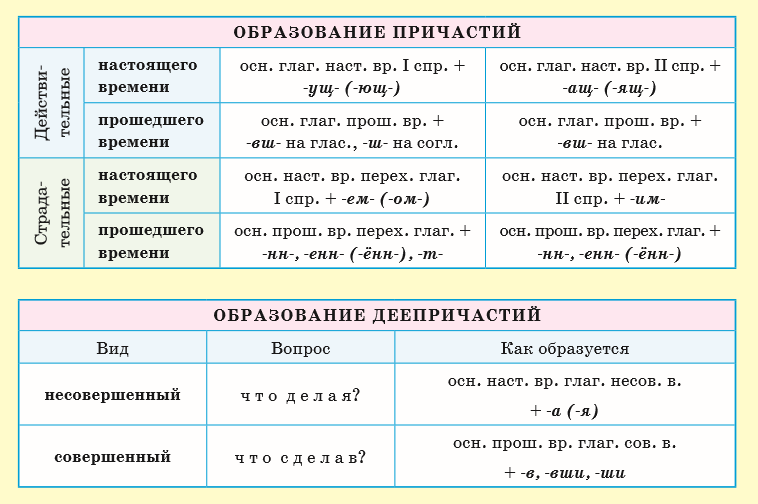 ОБРАЗОВАНИЕ ПРИЧАСТИЙ
Действи-
тельные
настоящего
времени
осн. глаг. наст. вр. I спр. +
-ущ- (-ющ-)
осн. глаг. наст. вр. II спр. +
-ащ- (-ящ-)
прошедшего
времени
осн. глаг. прош. вр. +
-вш- на глас., -ш- на согл.
осн. глаг. прош. вр. +
-вш- на глас.
Страда-
тельные
настоящего
времени
осн. наст. вр. перех. глаг.
I спр. + -ем- (-ом-)
осн. наст. вр. перех. глаг.
II спр. + -им-
прошедшего
времени
осн. прош. вр. перех. глаг. +
-нн-, -енн- (-ённ-), -т-
осн. прош. вр. перех. глаг. +
-нн-, -енн- (-ённ-)
ОБРАЗОВАНИЕ ДЕЕПРИЧАСТИЙ
Вид
Вопрос
Как образуется
несовершенный
что делая?
осн. наст. вр. глаг. несов. в.
+ -а (-я)
совершенный
что сделав?
осн. прош. вр. глаг. сов. в.
+ -в, -вши, -ши